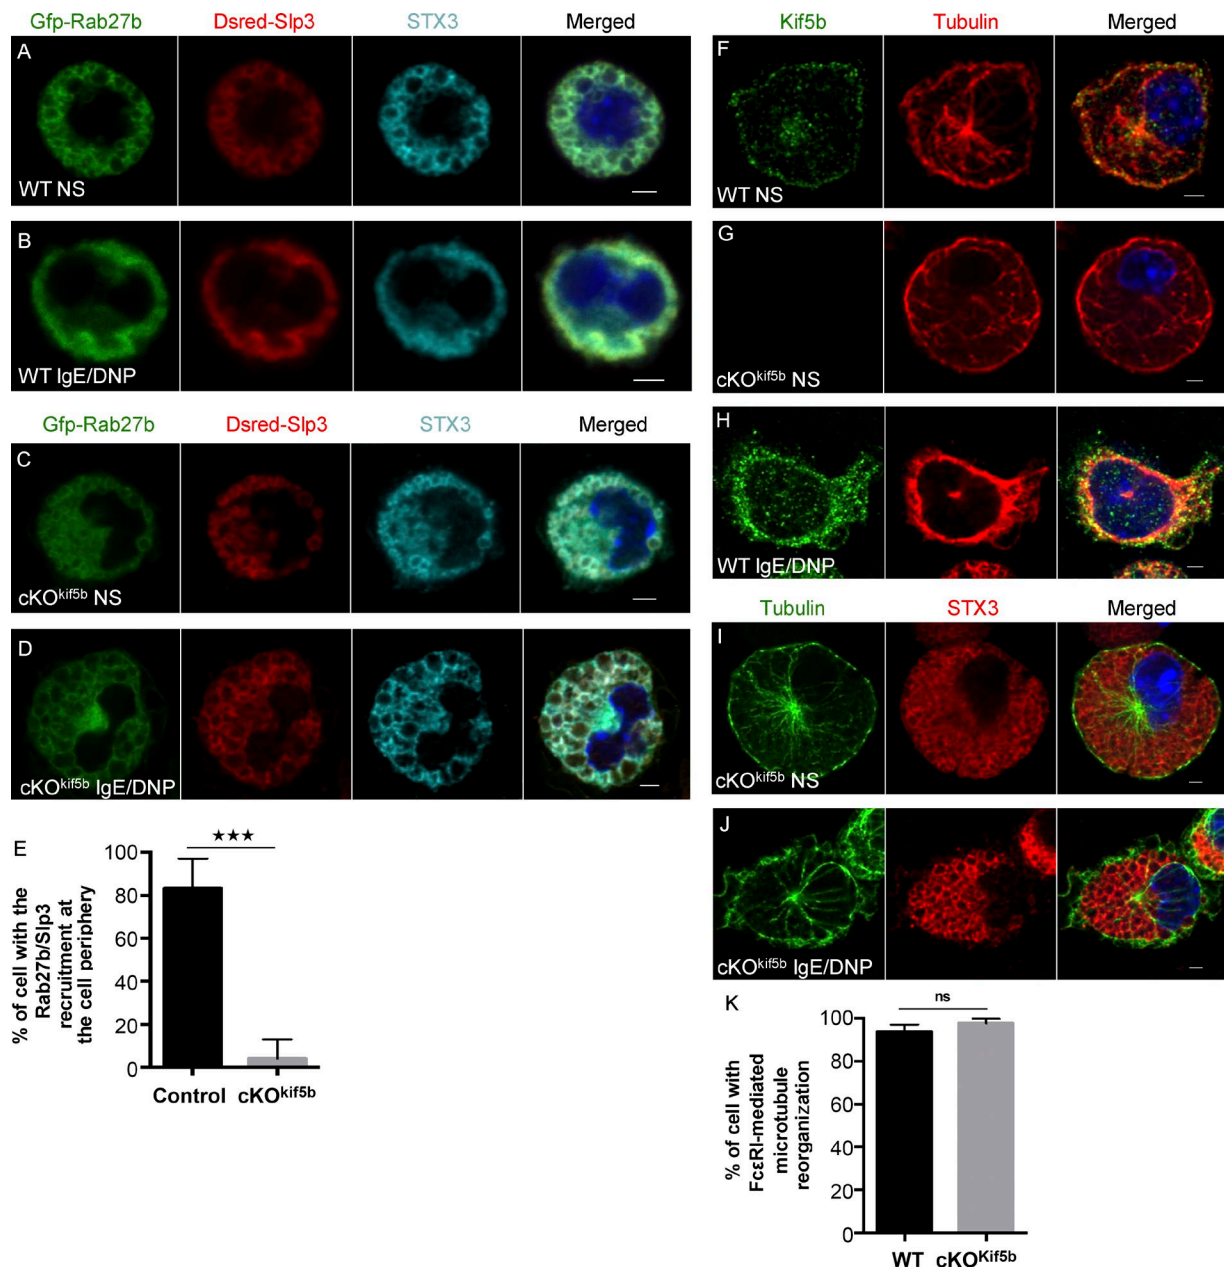 Gfp-Rab27b Dsred-Slp3 STX3 Merged
A
WT NS
B
WT IgE/DNP
Gfp-Rab27b Dsred-Slp3 STX3 Merged
C
cKOkif5b NS
D
cKOkif5b IgE/DNP
E
★★★
100
80
60
40
20
0
% of cell with the
Rab27b/Slp3
recruitment at
the cell periphery
Control cKOkif5b
Kif5b Tubulin Merged
F
WT NS
G
cKOkif5b NS
H
WT IgE/DNP
Tubulin STX3 Merged
I
cKOkif5b NS
J
cKOkif5b IgE/DNP
K
ns
100
80
60
40
20
0
% of cell with
FcεRI-mediated
microtubule
reorganization
WT cKOKif5b